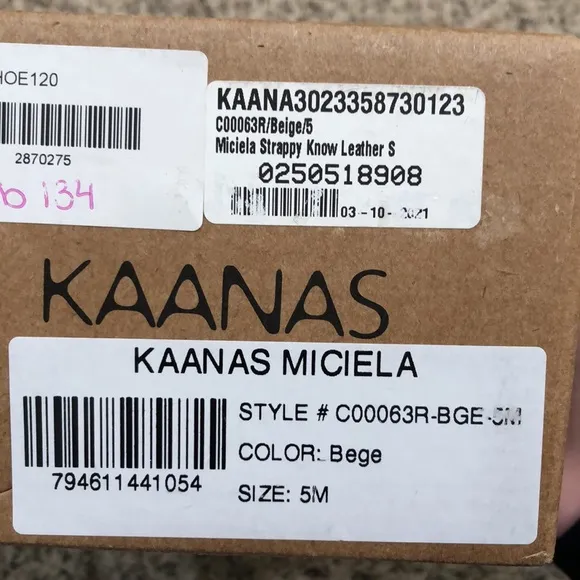 HOE120
2870275
b 134
KAANA3023358730123
C00063R/Beige/5
Miciela Strappy Know Leather S
0250518908
03-10-2021
KAANAS
KAANAS MICIELA
STYLE # C00063R-BGE-5M
COLOR: Bege
794611441054
SIZE: 5M